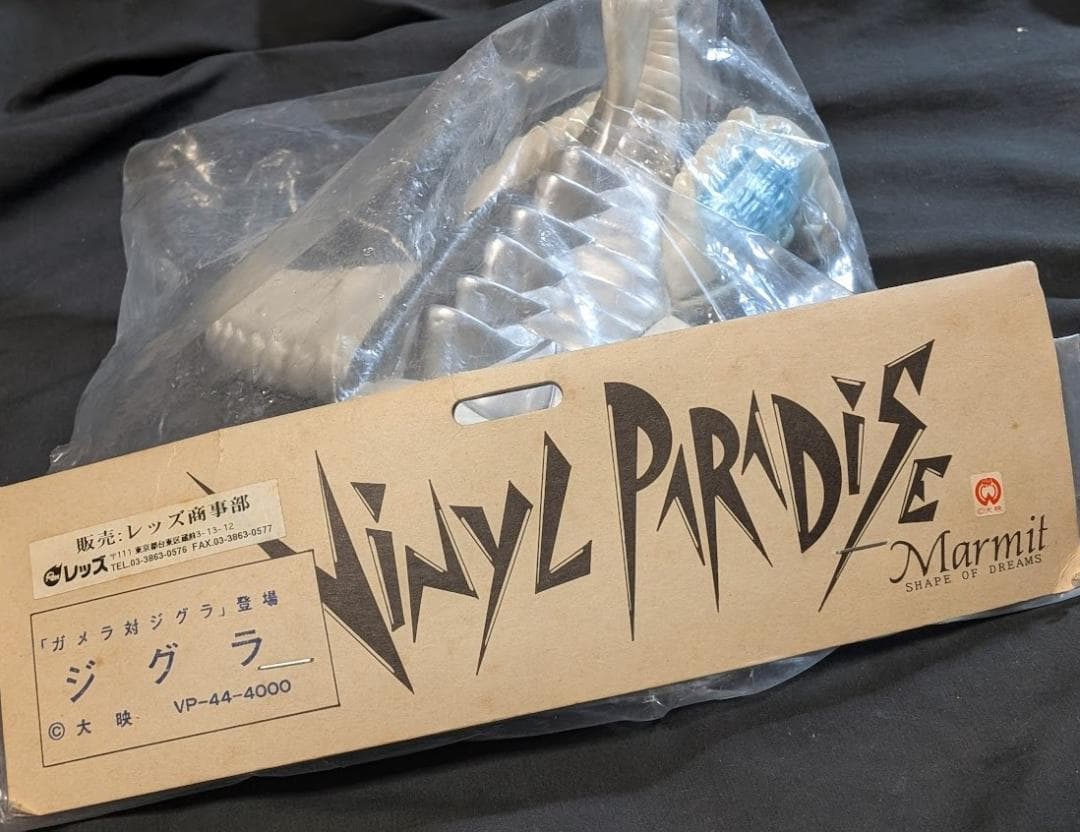 VINYL PARADISE
©大映
Marmit
SHAPE OF DREAMS
販売:レッズ商事部
〒111 東京都台東区蔵前3-13-12
レッズ TEL.03-3863-0576 FAX.03-3863-0577
「ガメラ対ジグラ」登場
ジグラ
©大映 VP-44-4000